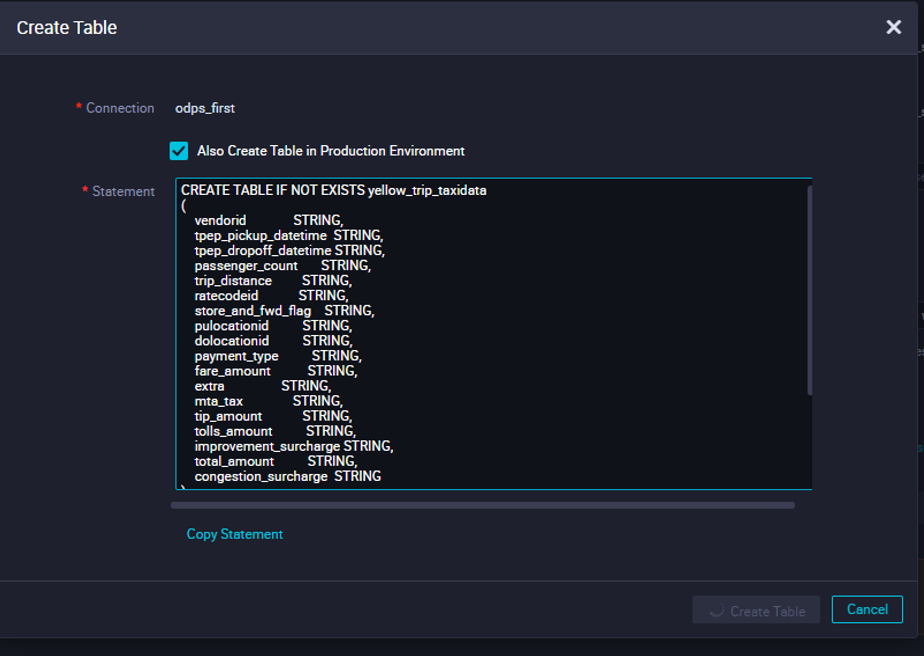 Create Table
* Connection odps_first
Also Create Table in Production Environment
* Statement
CREATE TABLE IF NOT EXISTS yellow_trip_taxidata
(
vendorid STRING,
tpep_pickup_datetime STRING,
tpep_dropoff_datetime STRING,
passenger_count STRING,
trip_distance STRING,
ratecodeid STRING,
store_and_fwd_flag STRING,
pulocationid STRING,
dolocationid STRING,
payment_type STRING,
fare_amount STRING,
extra STRING,
mta_tax STRING,
tip_amount STRING,
tolls_amount STRING,
improvement_surcharge STRING,
total_amount STRING,
congestion_surcharge STRING
)
Copy Statement
Create Table
Cancel